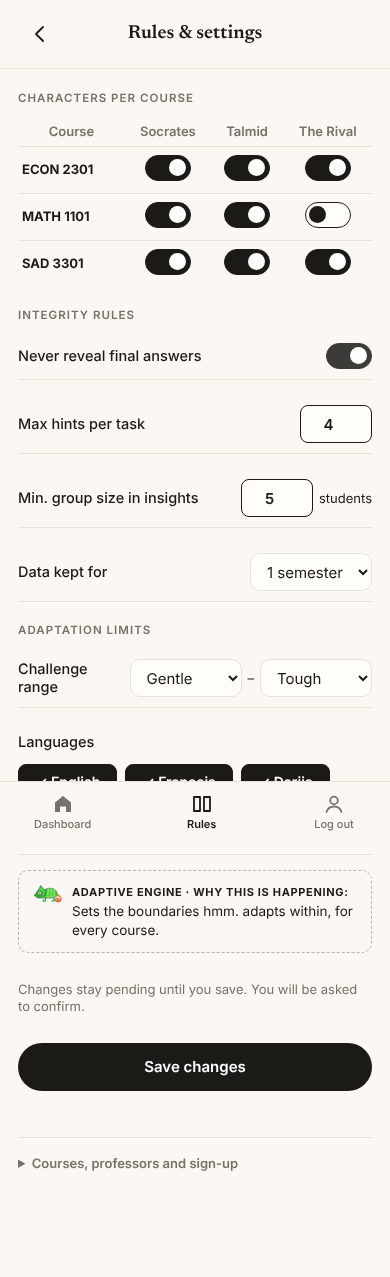 Rules & settings
CHARACTERS PER COURSE
Course Socrates Talmid The Rival
ECON 2301
MATH 1101
SAD 3301
INTEGRITY RULES
Never reveal final answers
Max hints per task 4
Min. group size in insights 5 students
Data kept for 1 semester
ADAPTATION LIMITS
Challenge range Gentle – Tough
Languages
✓ English ✓ Français ✓ Darija
Dashboard Rules Log out
ADAPTIVE ENGINE · WHY THIS IS HAPPENING:
Sets the boundaries hmm. adapts within, for
every course.
Changes stay pending until you save. You will be asked
to confirm.
Save changes
Courses, professors and sign-up